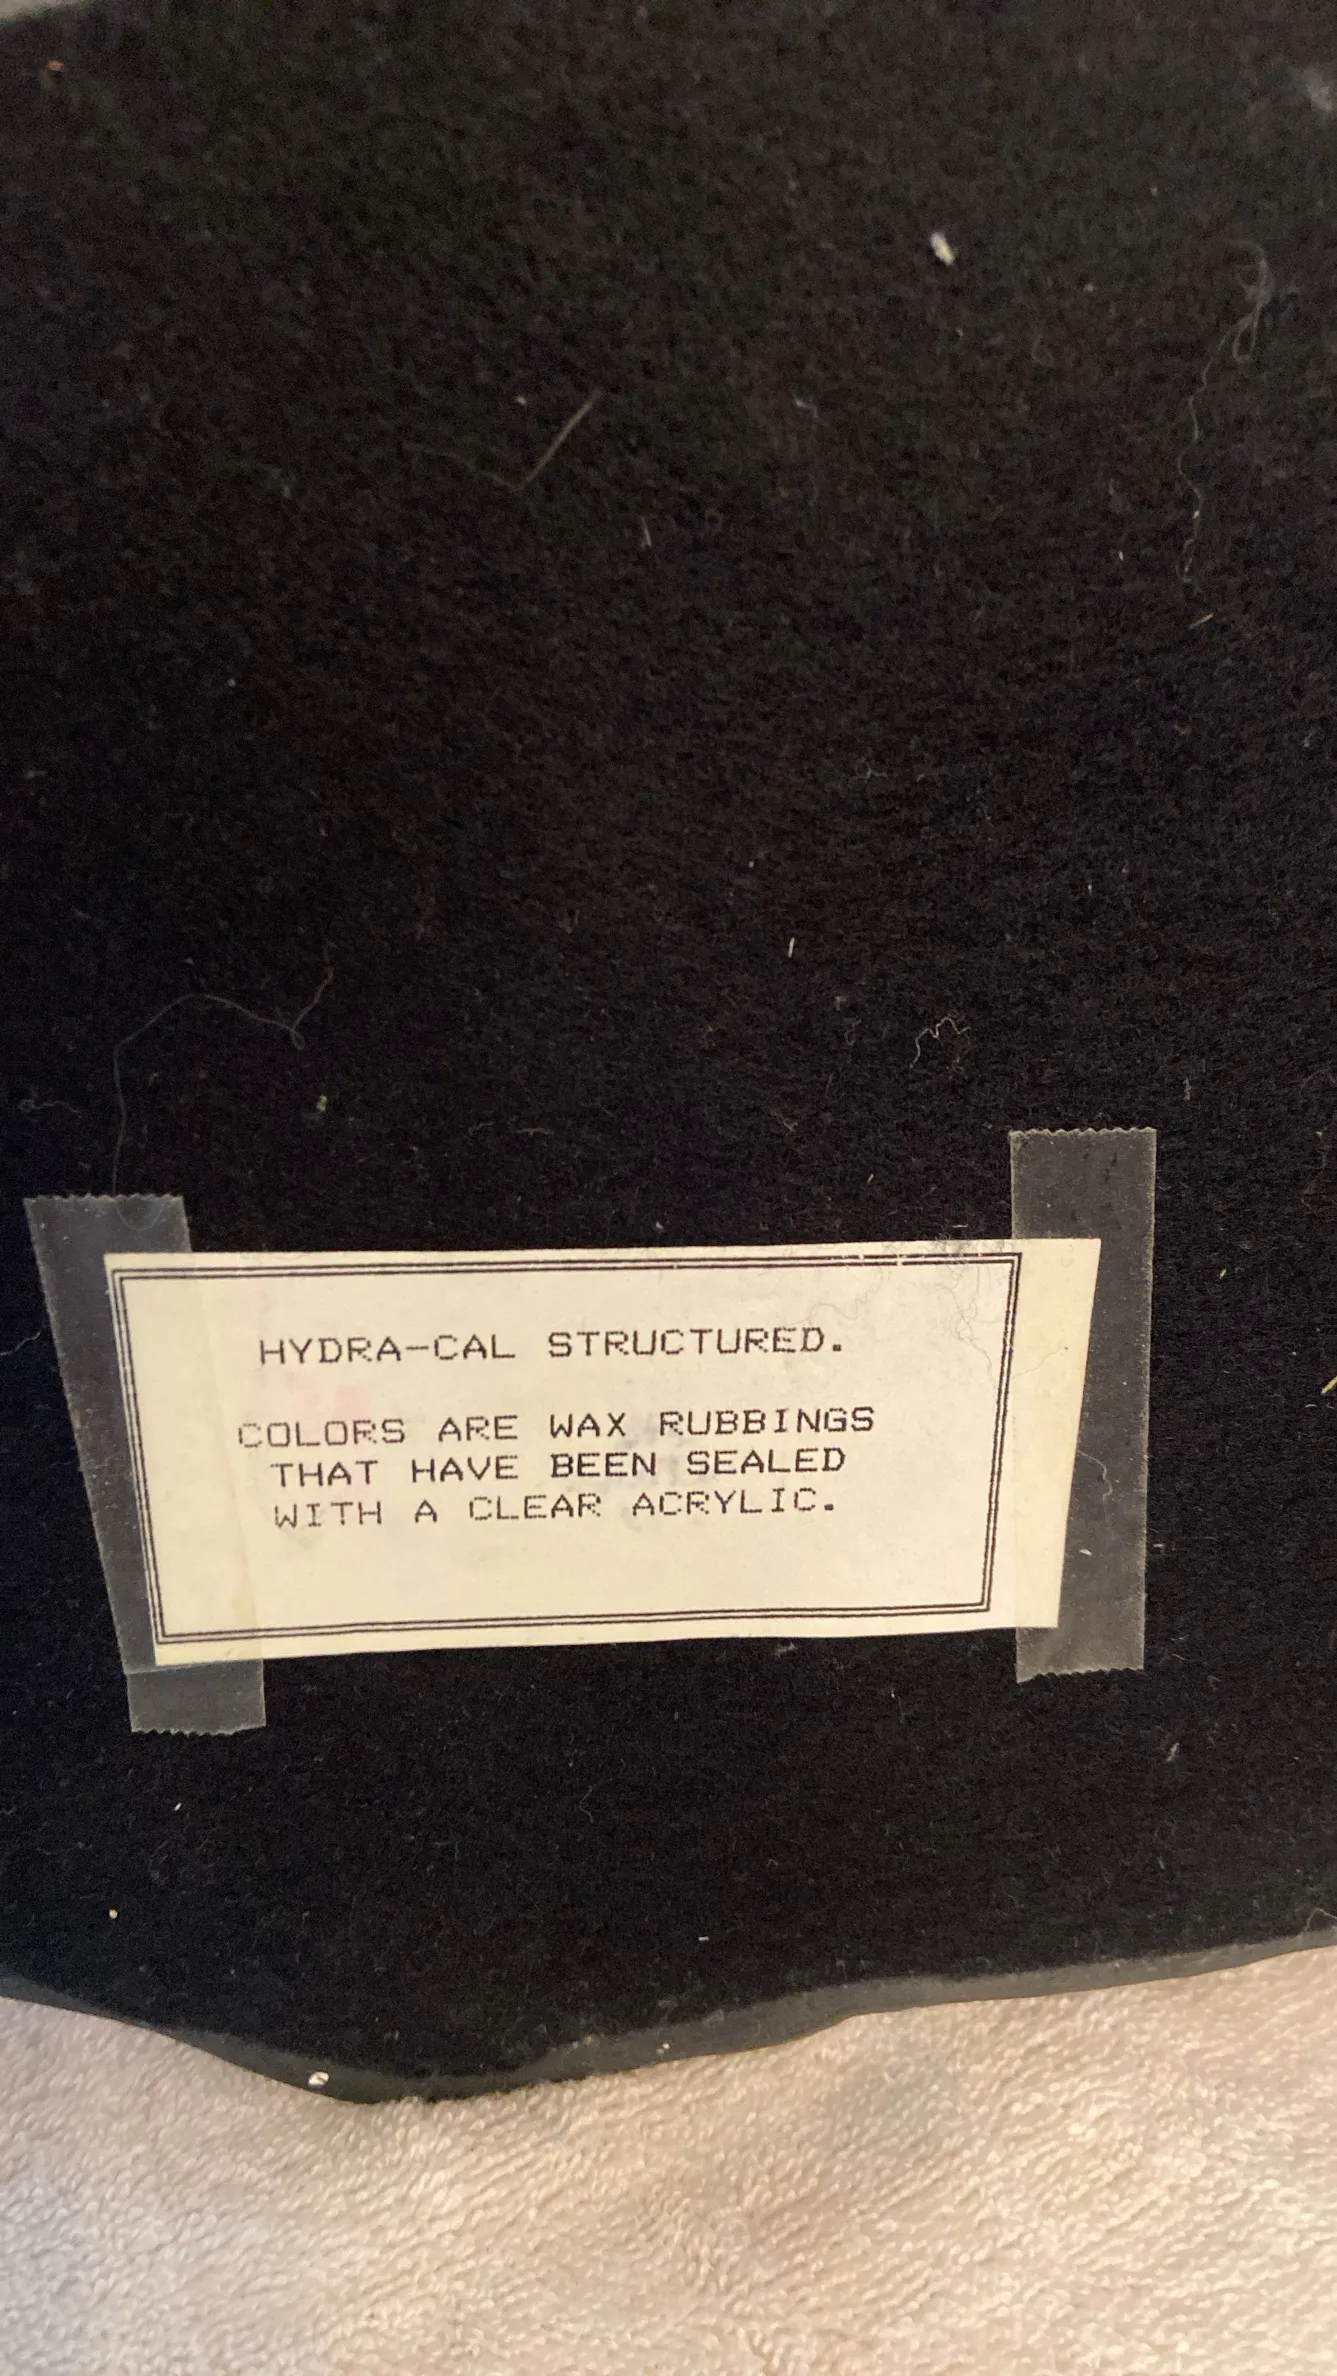 HYDRA-CAL STRUCTURED.
COLORS ARE WAX RUBBINGS
THAT HAVE BEEN SEALED
WITH A CLEAR ACRYLIC.